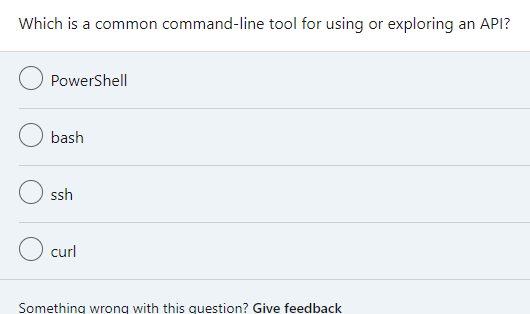 Which is a common command-line tool for using or exploring an API?
PowerShell
bash
ssh
curl
Something wrong with this question? Give feedback